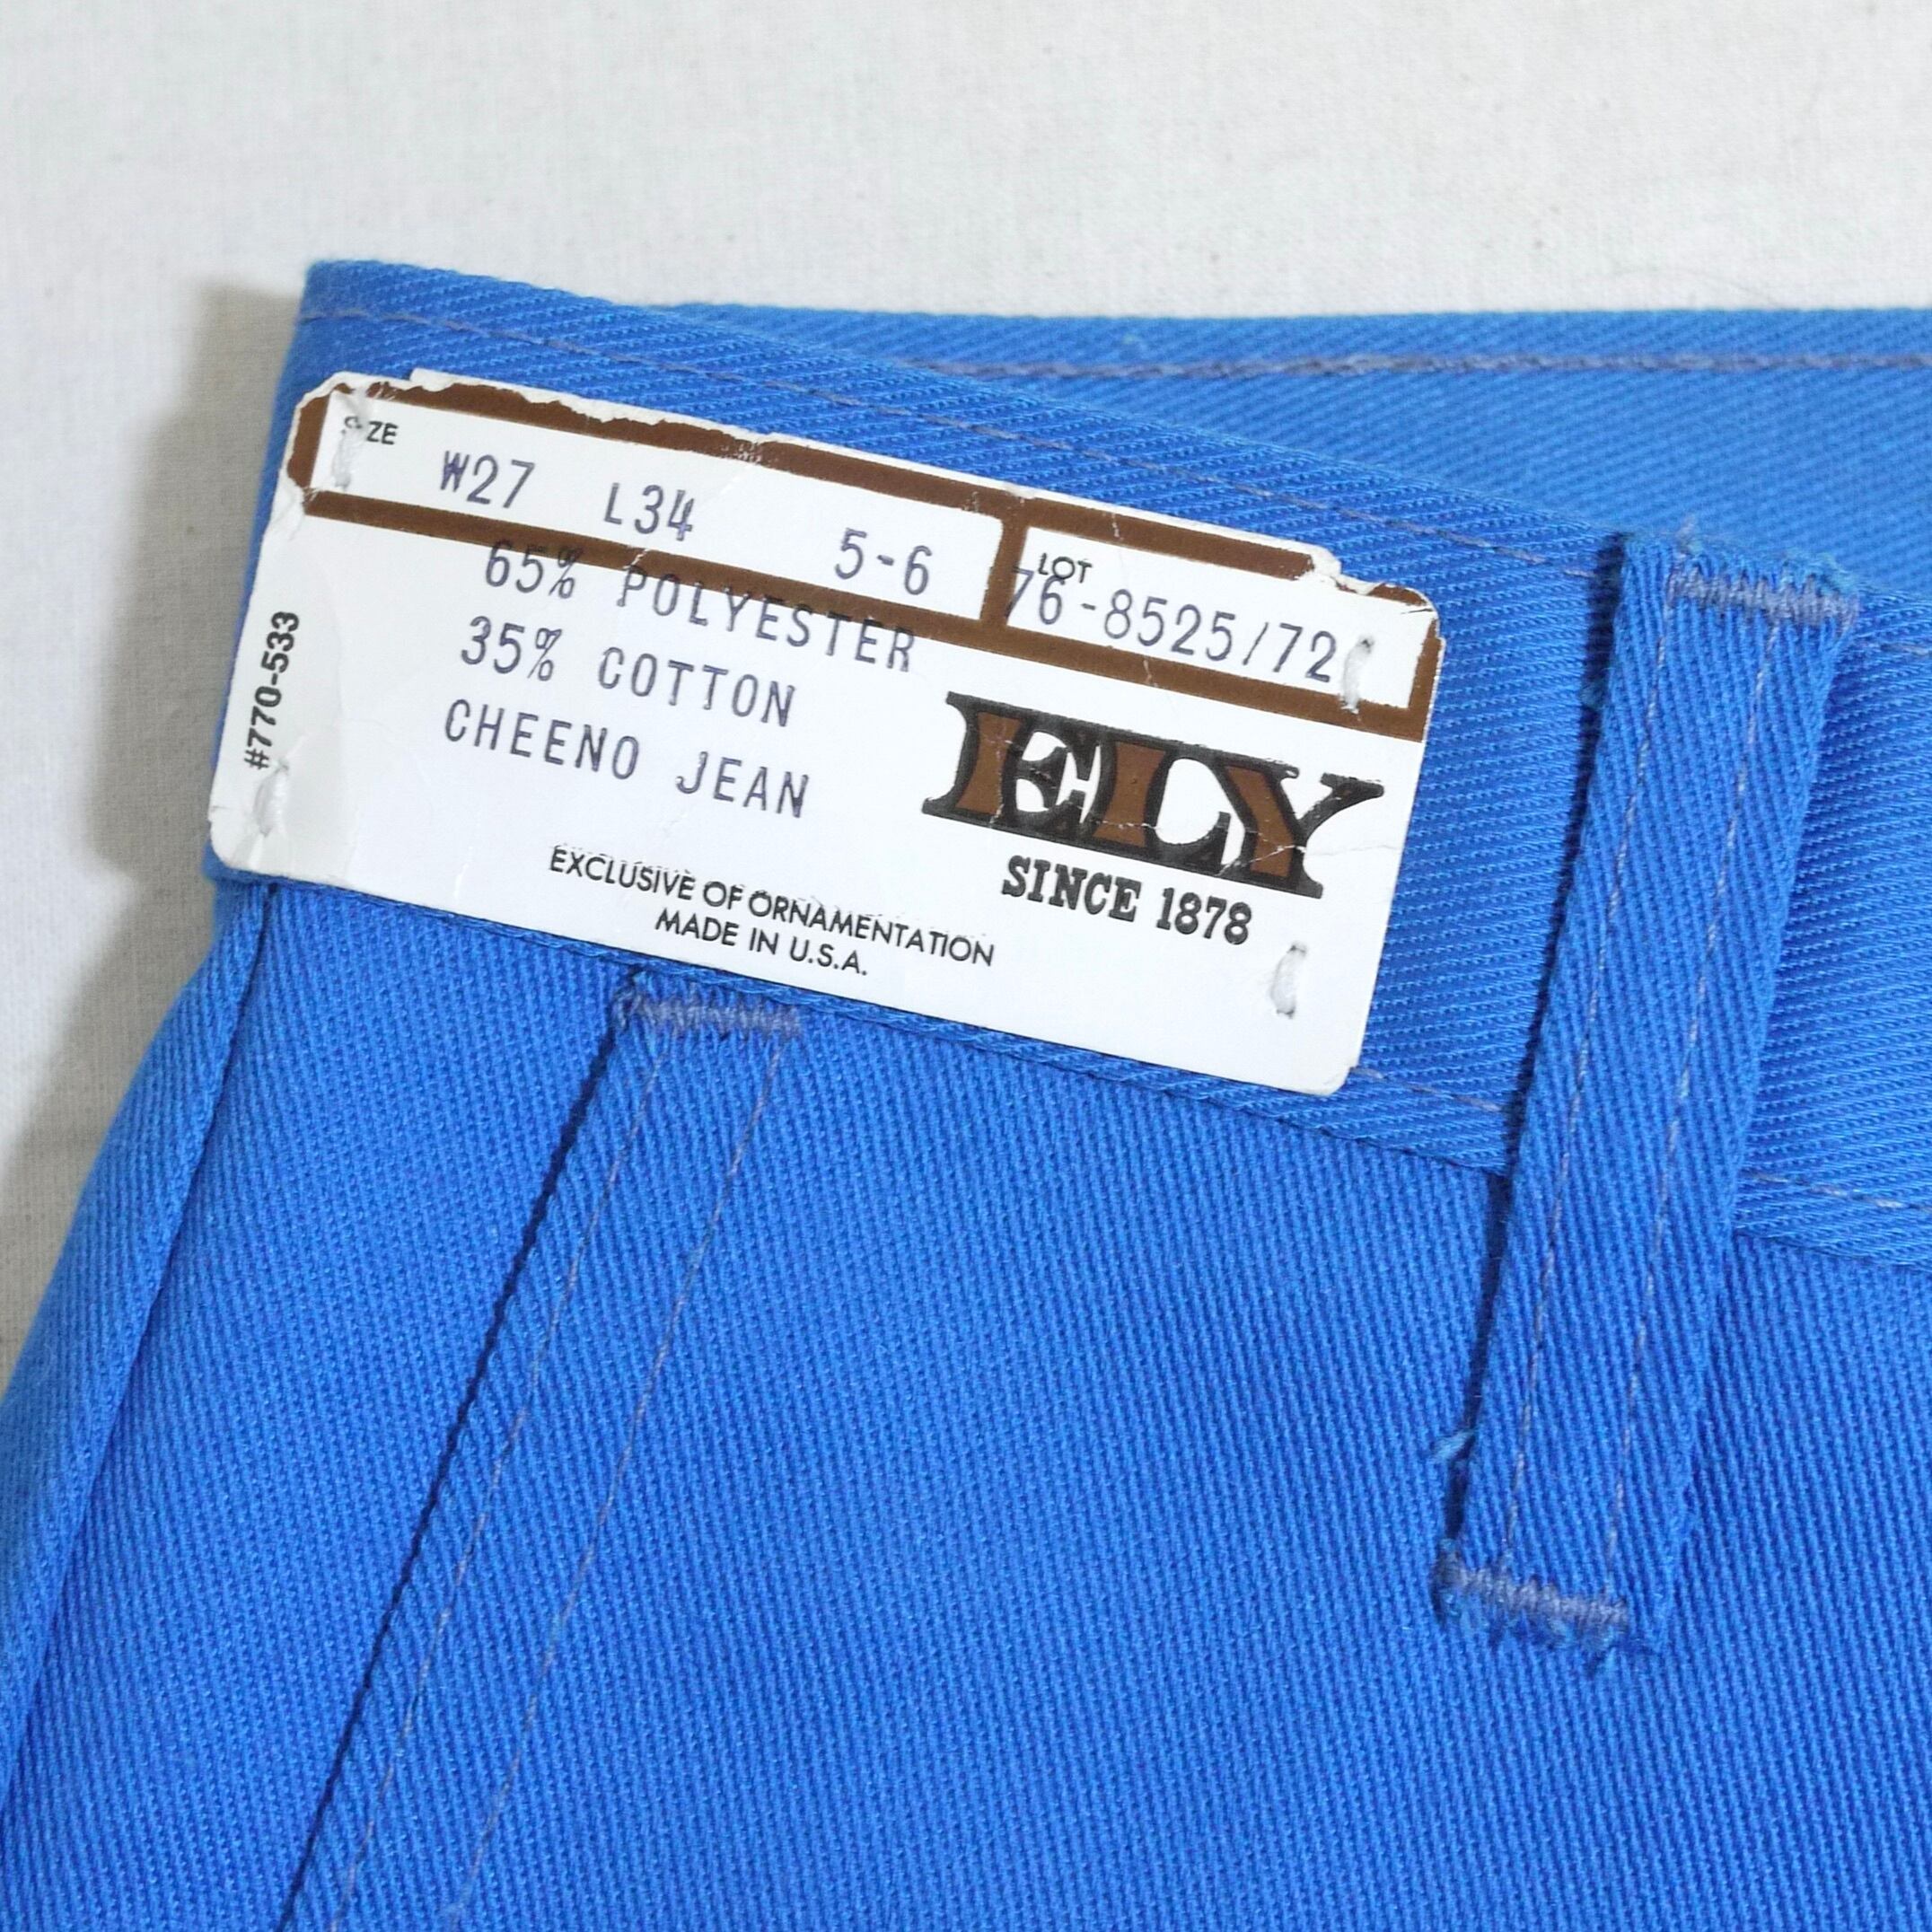 SIZE
W27 L34 5-6
LOT
76-8525/72
65% POLYESTER
35% COTTON
CHEENO JEAN
#770-533
ELY
SINCE 1878
EXCLUSIVE OF ORNAMENTATION
MADE IN U.S.A.